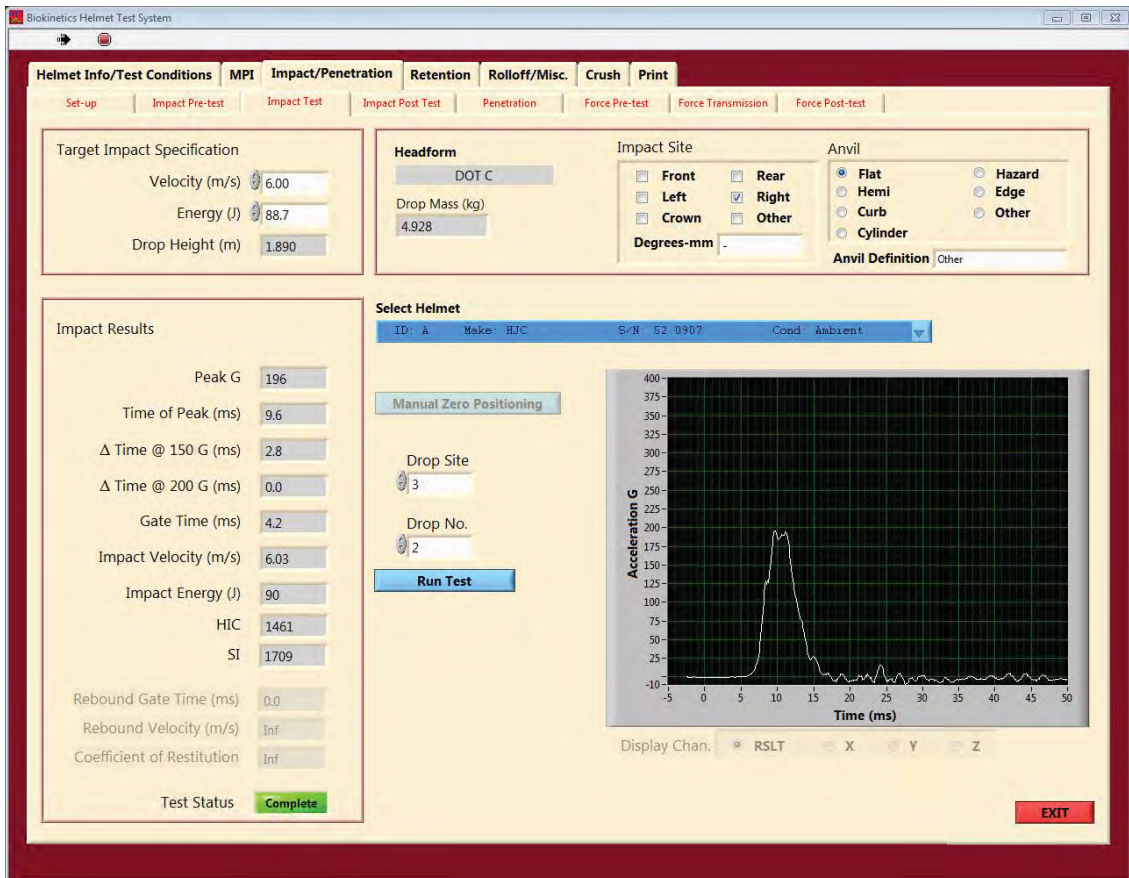 Biokinetics Helmet Test System
Helmet Info/Test Conditions MPI Impact/Penetration Retention Rolloff/Misc. Crush Print
Set-up Impact Pre-test Impact Test Impact Post Test Penetration Force Pre-test Force Transmission Force Post-test
Target Impact Specification
Velocity (m/s) 6.00
Energy (J) 88.7
Drop Height (m) 1.890
Headform
DOT C
Drop Mass (kg)
4.928
Impact Site
Front Rear
Left Right
Crown Other
Degrees-mm -
Anvil
Flat Hazard
Hemi Edge
Curb Other
Cylinder
Anvil Definition Other
Impact Results
Peak G 196
Time of Peak (ms) 9.6
Δ Time @ 150 G (ms) 2.8
Δ Time @ 200 G (ms) 0.0
Gate Time (ms) 4.2
Impact Velocity (m/s) 6.03
Impact Energy (J) 90
HIC 1461
SI 1709
Rebound Gate Time (ms) 0.0
Rebound Velocity (m/s) Inf
Coefficient of Restitution Inf
Test Status Complete
Select Helmet
ID: A Make: HJC S/N: 52 0907 Cond: Ambient
Manual Zero Positioning
Drop Site
3
Drop No.
2
Run Test
Acceleration G
400
375
350
325
300
275
250
225
200
175
150
125
100
75
50
25
-10
-5 0 5 10 15 20 25 30 35 40 45 50
Time (ms)
Display Chan. RSLT X Y Z
EXIT